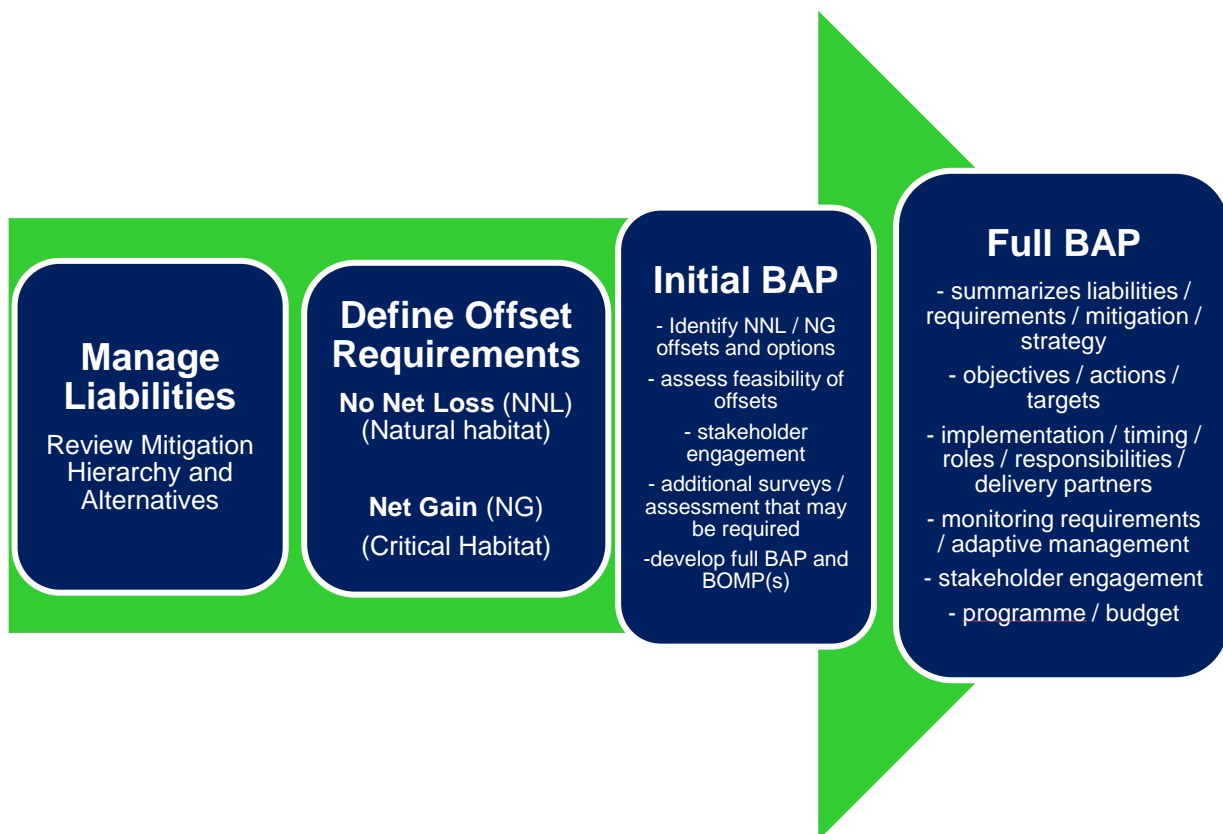 Manage
Liabilities
Review Mitigation
Hierarchy and
Alternatives
Define Offset
Requirements
No Net Loss (NNL)
(Natural habitat)
Net Gain (NG)
(Critical Habitat)
Initial BAP
- Identify NNL / NG
offsets and options
- assess feasibility of
offsets
- stakeholder
engagement
- additional surveys /
assessment that may
be required
-develop full BAP and
BOMP(s)
Full BAP
- summarizes liabilities /
requirements / mitigation /
strategy
- objectives / actions /
targets
- implementation / timing /
roles / responsibilities /
delivery partners
- monitoring requirements
/ adaptive management
- stakeholder engagement
- programme / budget